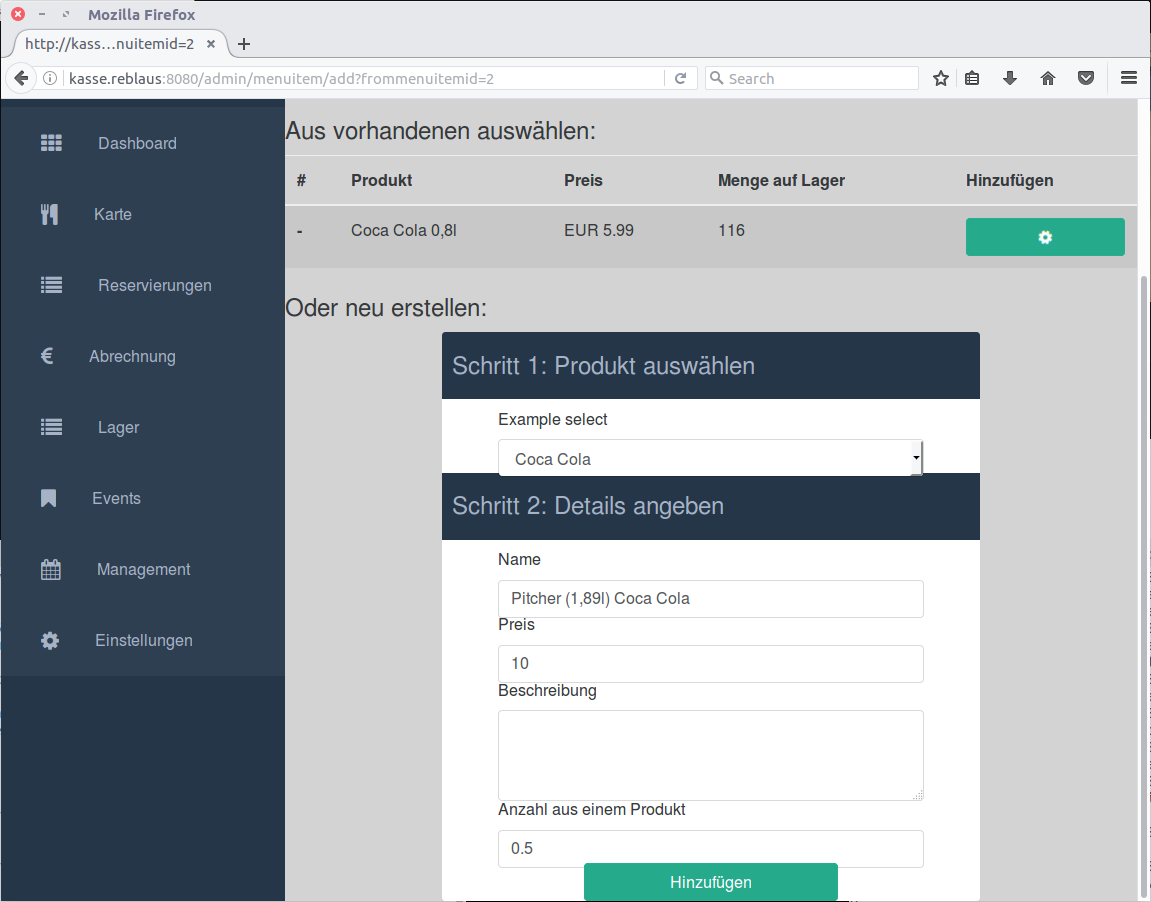 Mozilla Firefox
http://kass...nuitemid=2
kasse.reblaus:8080/admin/menuitem/add?frommenuitemid=2
Search
Dashboard
Karte
Reservierungen
Abrechnung
Lager
Events
Management
Einstellungen
Aus vorhandenen auswählen:
# Produkt Preis Menge auf Lager Hinzufügen
- Coca Cola 0,8l EUR 5.99 116
Oder neu erstellen:
Schritt 1: Produkt auswählen
Example select
Coca Cola
Schritt 2: Details angeben
Name
Pitcher (1,89l) Coca Cola
Preis
10
Beschreibung
Anzahl aus einem Produkt
0.5
Hinzufügen